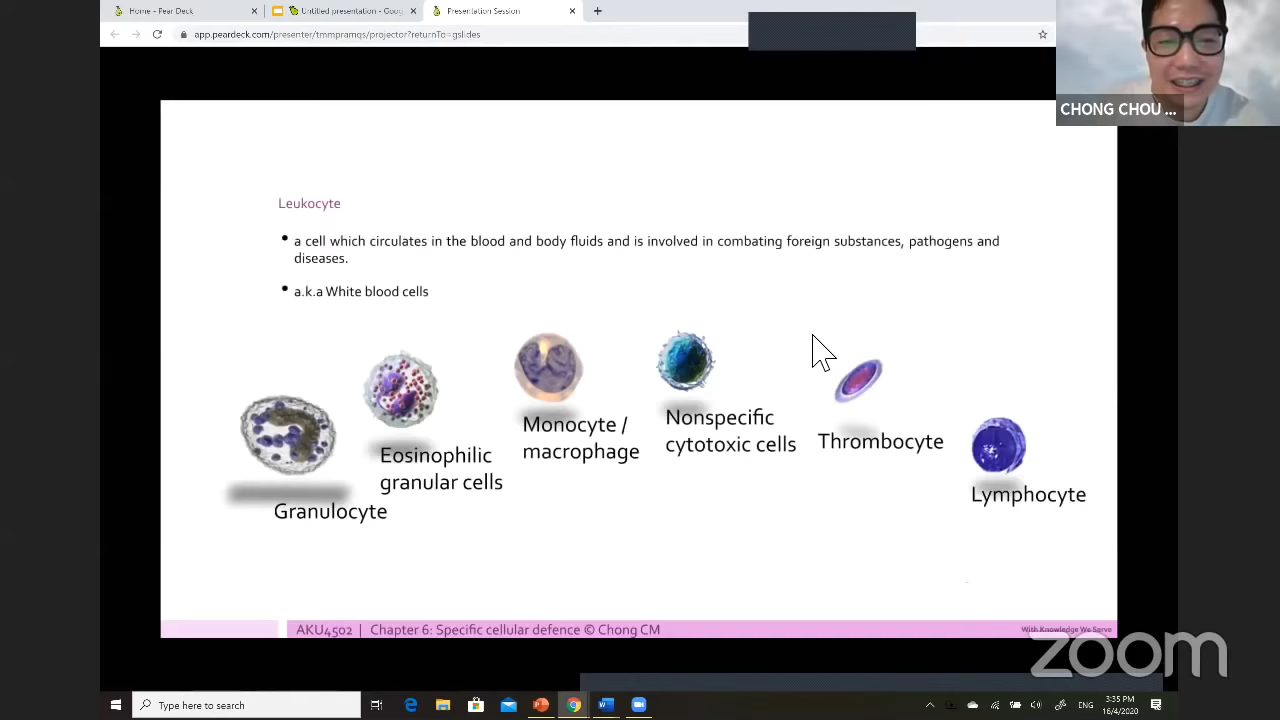 Home - Pear Deck
Untitled presentation - Goog
Presentation Session
app.peardeck.com/presenter/tmmpramqs/projector?returnTo=gslides
CHONG CHOU ...
Leukocyte
• a cell which circulates in the blood and body fluids and is involved in combating foreign substances, pathogens and
diseases.
• a.k.a White blood cells
Granulocyte
Eosinophilic
granular cells
Monocyte /
macrophage
Nonspecific
cytotoxic cells
Thrombocyte
Lymphocyte
AKU4502 | Chapter 6: Specific cellular defence © Chong CM
With Knowledge We Serve
zoom
Type here to search
3:35 PM
16/4/2020